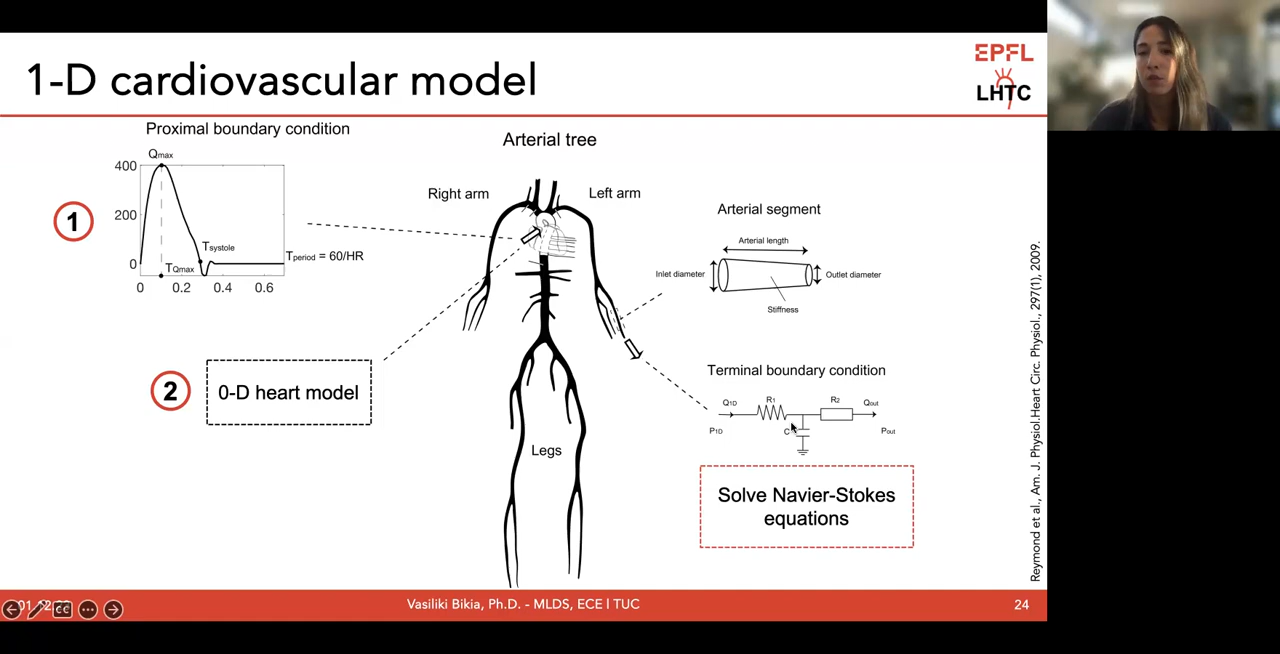 1-D cardiovascular model
EPFL
LHTC
Proximal boundary condition
Qmax
400
200
0
Tsystole
TQmax
Tperiod = 60/HR
0
0.2
0.4
0.6
1
2
0-D heart model
Arterial tree
Right arm
Left arm
Legs
Arterial segment
Arterial length
Inlet diameter
Outlet diameter
Stiffness
Terminal boundary condition
Q1D
R1
R2
Qout
P1D
C
Pout
Solve Navier-Stokes
equations
Reymond et al., Am. J. Physiol.Heart Circ. Physiol., 297(1), 2009.
CC
Vasiliki Bikia, Ph.D. - MLDS, ECE l TUC
24